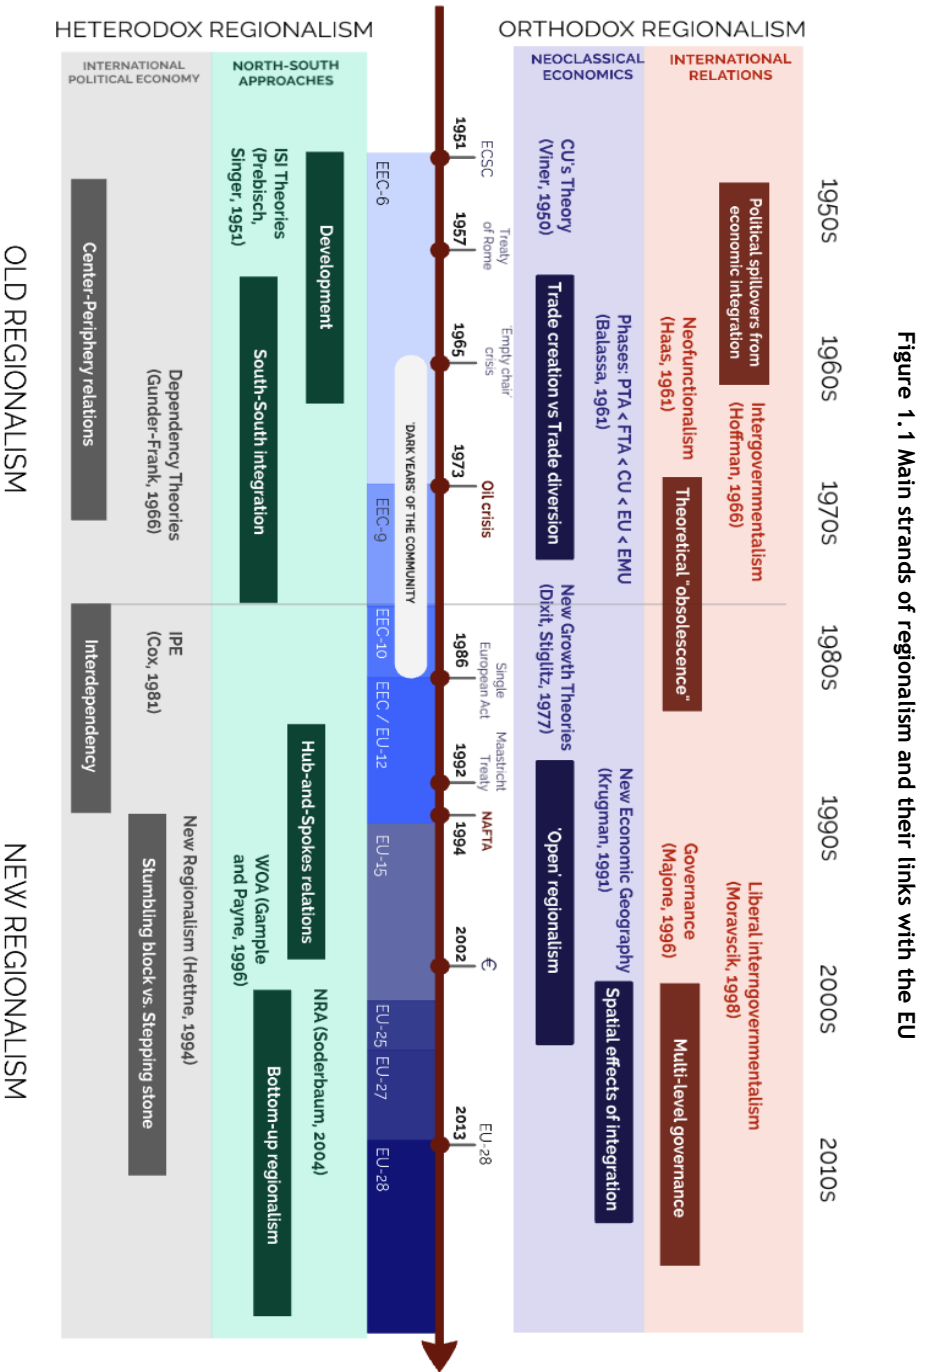 Figure 1.1 Main strands of regionalism and their links with the EU
1950s
1960s
1970s
1980s
1990s
2000s
2010s
ORTHODOX REGIONALISM
INTERNATIONAL
RELATIONS
Political spillovers from
economic integration
Intergovernmentalism
(Hoffman, 1966)
Liberal interngovernmentalism
(Moravscik, 1998)
Neofunctionalism
(Haas, 1961)
Theoretical "obsolescence"
Governance
(Majone, 1996)
Multi-level governance
NEOCLASSICAL
ECONOMICS
Phases: PTA < FTA < CU < EU < EMU
(Balassa, 1961)
New Economic Geography
(Krugman, 1991)
Spatial effects of integration
CU's Theory
(Viner, 1950)
Trade creation vs Trade diversion
New Growth Theories
(Dixit, Stiglitz, 1977)
'Open' regionalism
ECSC
Treaty
of Rome
'Empty chair'
crisis
Oil crisis
Single
European Act
Maastricht
Treaty
NAFTA
€
EU-28
1951
1957
1965
1973
1986
1992
1994
2002
2013
'DARK YEARS' OF THE COMMUNITY
EEC-6
EEC-9
EEC-10
EEC / EU-12
EU-15
EU-25
EU-27
EU-28
HETERODOX REGIONALISM
NORTH-SOUTH
APPROACHES
Development
Hub-and-Spokes relations
NRA (Soderbaum, 2004)
ISI Theories
(Prebisch,
Singer, 1951)
South-South integration
WOA (Gample
and Payne, 1996)
Bottom-up regionalism
INTERNATIONAL
POLITICAL ECONOMY
Dependency Theories
(Gunder-Frank, 1966)
IPE
(Cox, 1981)
New Regionalism (Hettne, 1994)
Stumbling block vs. Stepping stone
Center-Periphery relations
Interdependency
OLD REGIONALISM
NEW REGIONALISM